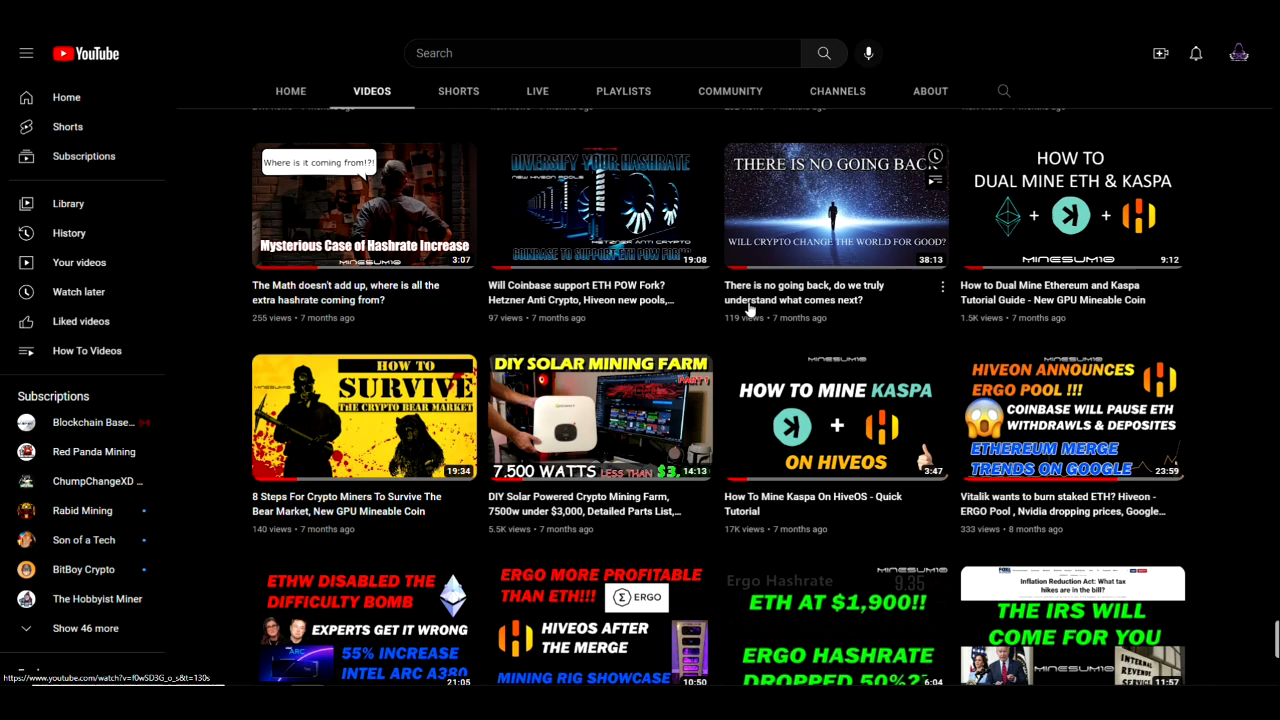 YouTube
Search
HOME VIDEOS SHORTS LIVE PLAYLISTS COMMUNITY CHANNELS ABOUT
Home
Shorts
Subscriptions
Library
History
Your videos
Watch later
Liked videos
How To Videos
Subscriptions
Blockchain Base...
Red Panda Mining
ChumpChangeXD ...
Rabid Mining
Son of a Tech
BitBoy Crypto
The Hobbyist Miner
Show 46 more
https://www.youtube.com/watch?v=f0wSD3G_o_s&t=130s
Where is it coming from!?!
Mysterious Case of Hashrate Increase
MINESUM10
3:07
The Math doesn't add up, where is all the
extra hashrate coming from?
255 views • 7 months ago
DIVERSIFY YOUR HASHRATE
NEW HIVEON POOLS
HETZNER ANTI CRYPTO
COINBASE TO SUPPORT ETH POW FORK?
19:08
Will Coinbase support ETH POW Fork?
Hetzner Anti Crypto, Hiveon new pools,...
97 views • 7 months ago
THERE IS NO GOING BAC
WILL CRYPTO CHANGE THE WORLD FOR GOOD?
38:13
There is no going back, do we truly
understand what comes next?
119 views • 7 months ago
HOW TO
DUAL MINE ETH & KASPA
MINESUM10
9:12
How to Dual Mine Ethereum and Kaspa
Tutorial Guide - New GPU Mineable Coin
1.5K views • 7 months ago
HOW TO
SURVIVE
THE CRYPTO BEAR MARKET
MINESUM10
19:34
8 Steps For Crypto Miners To Survive The
Bear Market, New GPU Mineable Coin
140 views • 7 months ago
DIY SOLAR MINING FARM
PART 1
7,500 WATTS LESS THAN $3,
14:13
DIY Solar Powered Crypto Mining Farm,
7500w under $3,000, Detailed Parts List,...
5.5K views • 7 months ago
MINESUM10
HOW TO MINE KASPA
ON HIVEOS
3:47
How To Mine Kaspa On HiveOS - Quick
Tutorial
17K views • 7 months ago
MINESUM10
HIVEON ANNOUNCES
ERGO POOL !!!
COINBASE WILL PAUSE ETH
WITHDRAWLS & DEPOSITES
ETHEREUM MERGE
TRENDS ON GOOGLE
23:59
Vitalik wants to burn staked ETH? Hiveon -
ERGO Pool , Nvidia dropping prices, Google...
333 views • 8 months ago
ETHW DISABLED THE
DIFFICULTY BOMB
EXPERTS GET IT WRONG
55% INCREASE
INTEL ARC A380
ARC
21:05
ERGO MORE PROFITABLE
THAN ETH!!!
ERGO
HIVEOS AFTER
THE MERGE
MINING RIG SHOWCASE
10:50
MINESUM10
Ergo Hashrate
9.35
ETH AT $1,900!!
ERGO HASHRATE
DROPPED 50%?
6:04
Inflation Reduction Act: What tax
hikes are in the bill?
THE IRS WILL
COME FOR YOU
MINESUM10
INTERNAL
REVENUE
SERVICE
11:57